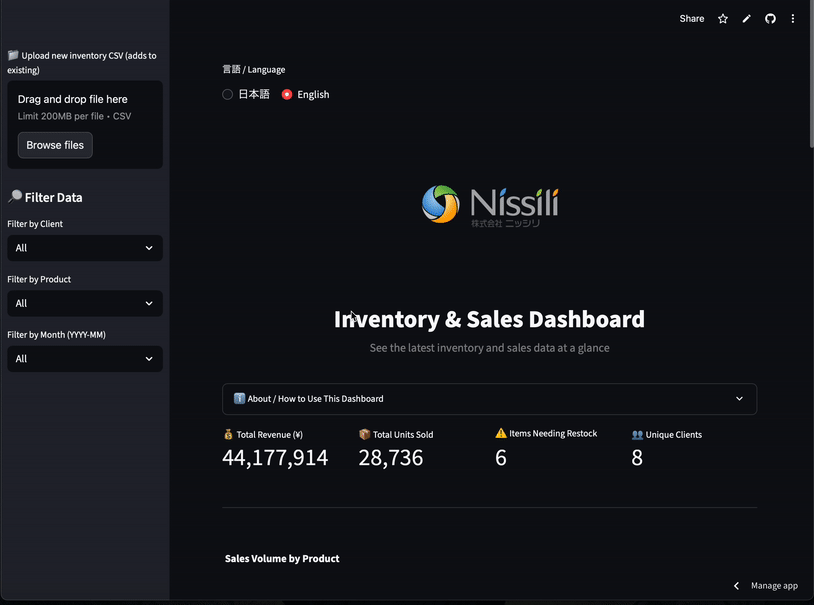 Share
Upload new inventory CSV (adds to
existing)
Drag and drop file here
Limit 200MB per file • CSV
Browse files
Filter Data
Filter by Client
All
Filter by Product
All
Filter by Month (YYYY-MM)
All
言語 / Language
日本語
English
Nissili
株式会社 ニッシリ
Inventory & Sales Dashboard
See the latest inventory and sales data at a glance
About / How to Use This Dashboard
Total Revenue (¥)
44,177,914
Total Units Sold
28,736
Items Needing Restock
6
Unique Clients
8
Sales Volume by Product
Manage app